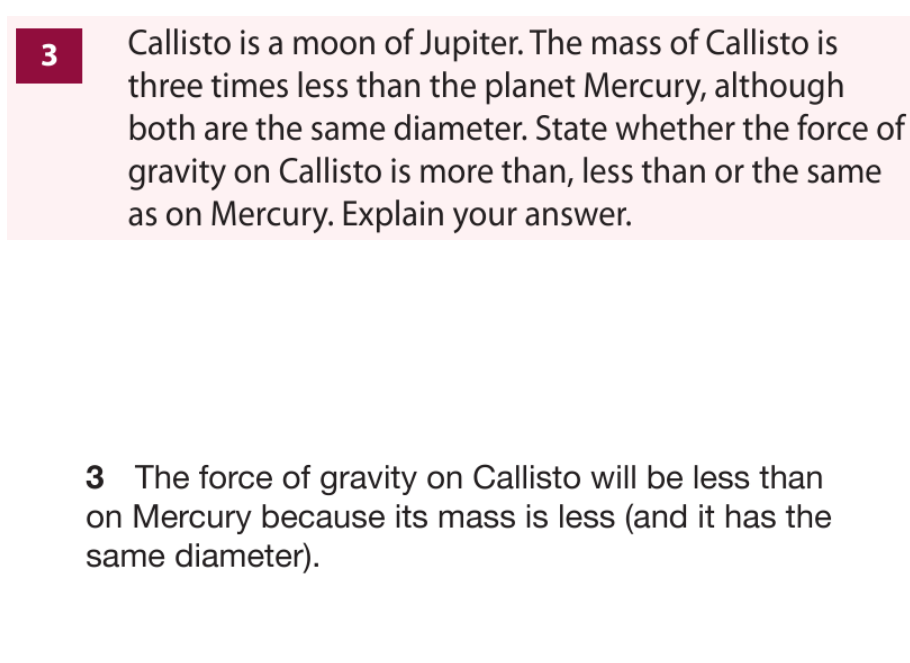 3 Callisto is a moon of Jupiter. The mass of Callisto is
three times less than the planet Mercury, although
both are the same diameter. State whether the force of
gravity on Callisto is more than, less than or the same
as on Mercury. Explain your answer.
3 The force of gravity on Callisto will be less than
on Mercury because its mass is less (and it has the
same diameter).